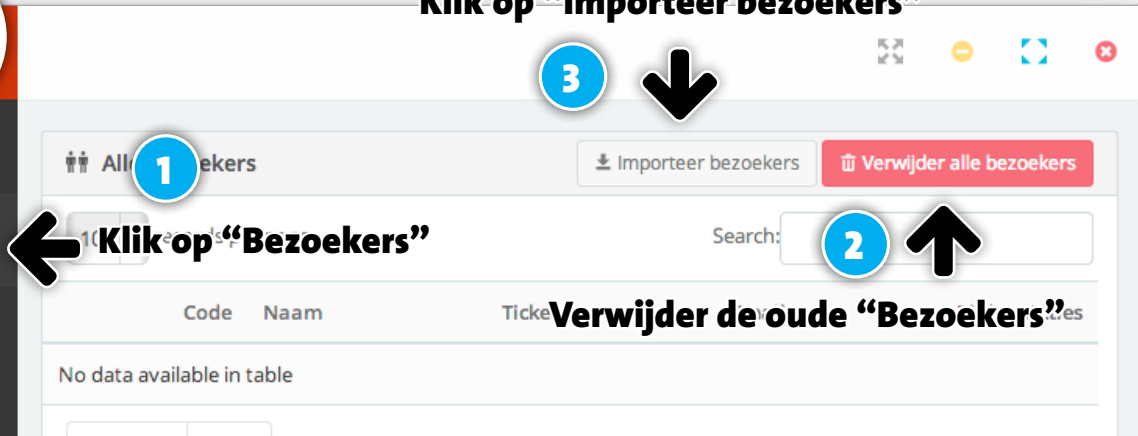 Klik op “Importeer bezoekers”
3
1
Importeer bezoekers
Verwijder alle bezoekers
Klik op “Bezoekers”
Search:
2
Code Naam
Verwijder de oude “Bezoekers”
No data available in table